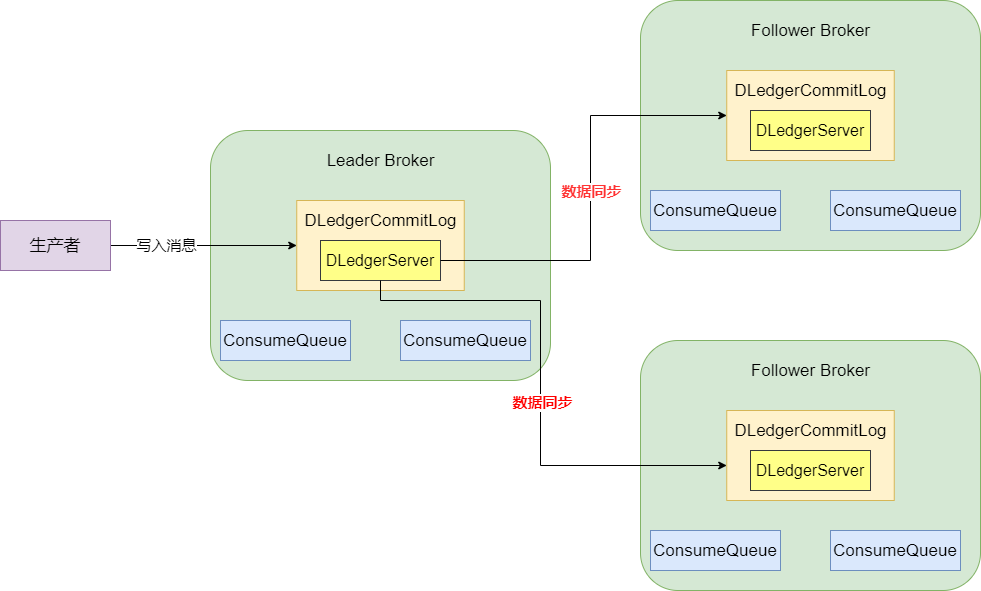 生产者
写入消息
Leader Broker
DLedgerCommitLog
DLedgerServer
ConsumeQueue
ConsumeQueue
数据同步
数据同步
Follower Broker
DLedgerCommitLog
DLedgerServer
ConsumeQueue
ConsumeQueue
Follower Broker
DLedgerCommitLog
DLedgerServer
ConsumeQueue
ConsumeQueue